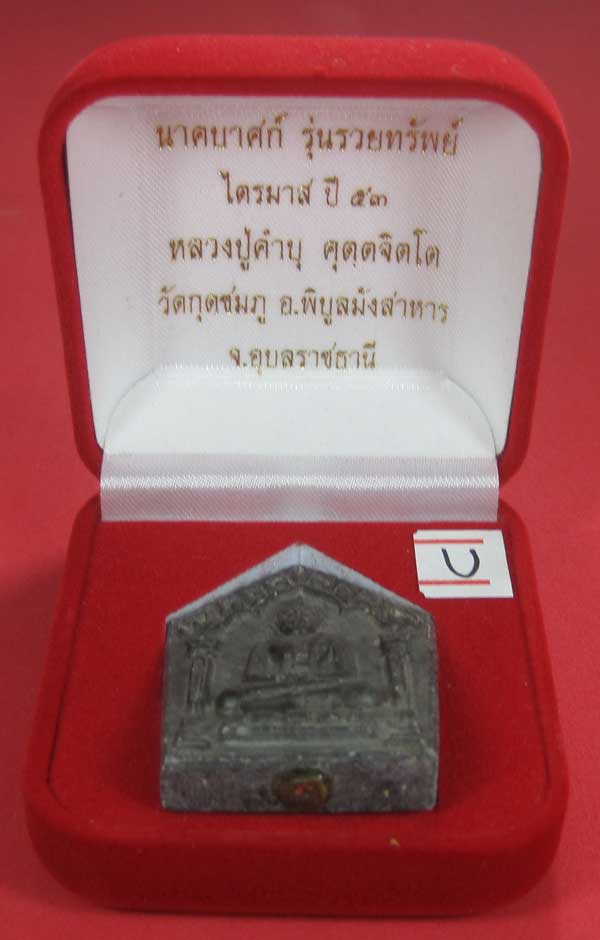 นาคบาศก์ รุ่นรวยทรัพย์
ไตรมาส ปี ๕๓
หลวงปู่คำบุ คุตฺตจิตฺโต
วัดกุดชมภู อ.พิบูลมังสาหาร
จ.อุบลราชธานี
บ